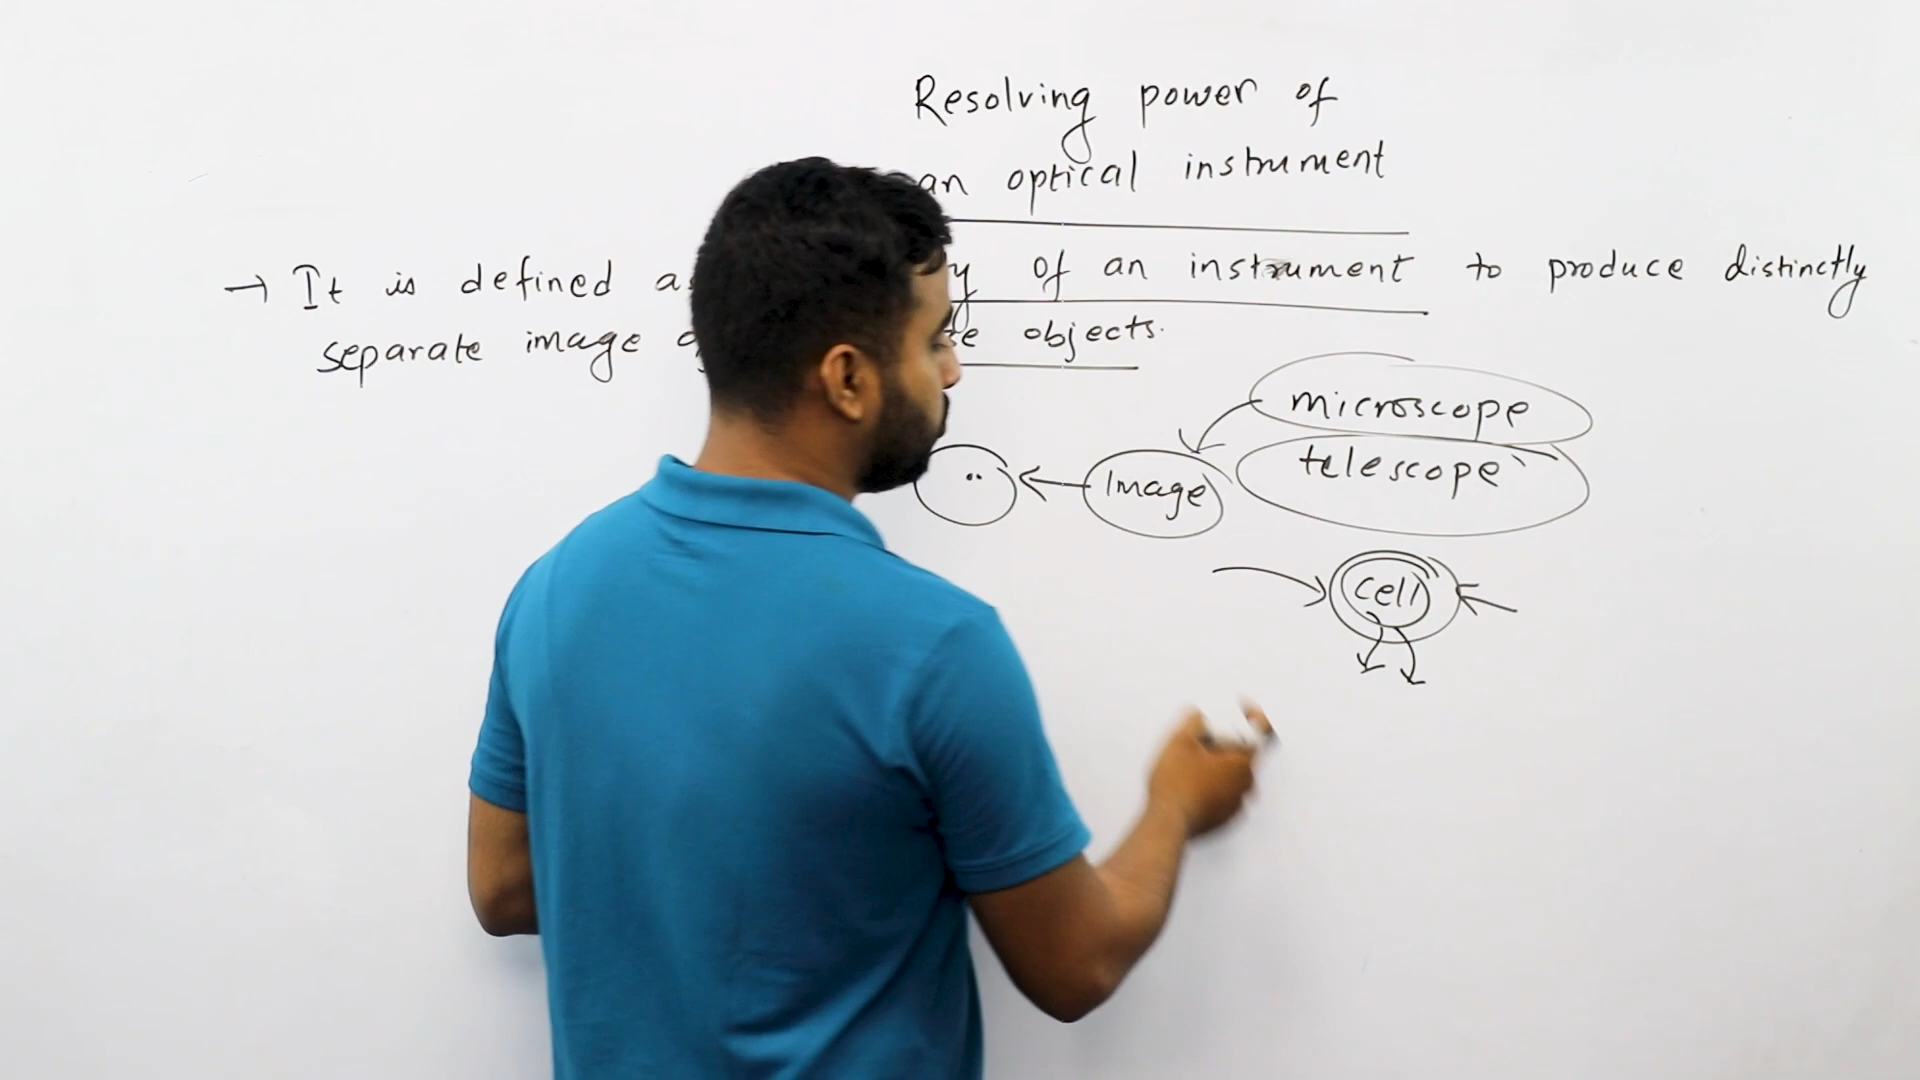 Resolving power of
an optical instrument
→ It is defined of an instrument to produce distinctly
separate image objects.
microscope
telescope
Image
cell